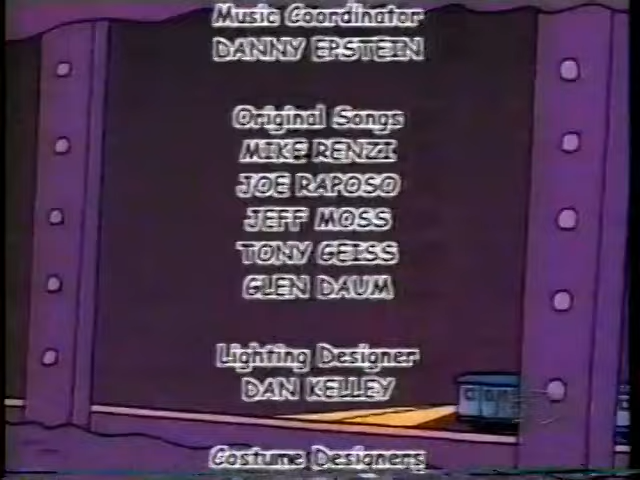 Music Coordinator
DANNY EPSTEIN
Original Songs
MIKE RENZI
JOE RAPOSO
JEFF MOSS
TONY GEISS
GLEN DAUM
Lighting Designer
DAN KELLEY
Costume Designers